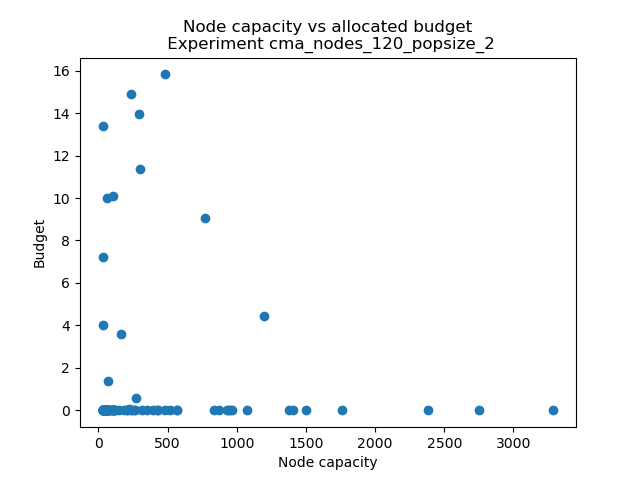 Node capacity vs allocated budget
Experiment cma_nodes_120_popsize_2
16
14
12
10
8
6
4
2
0
Budget
0 500 1000 1500 2000 2500 3000
Node capacity